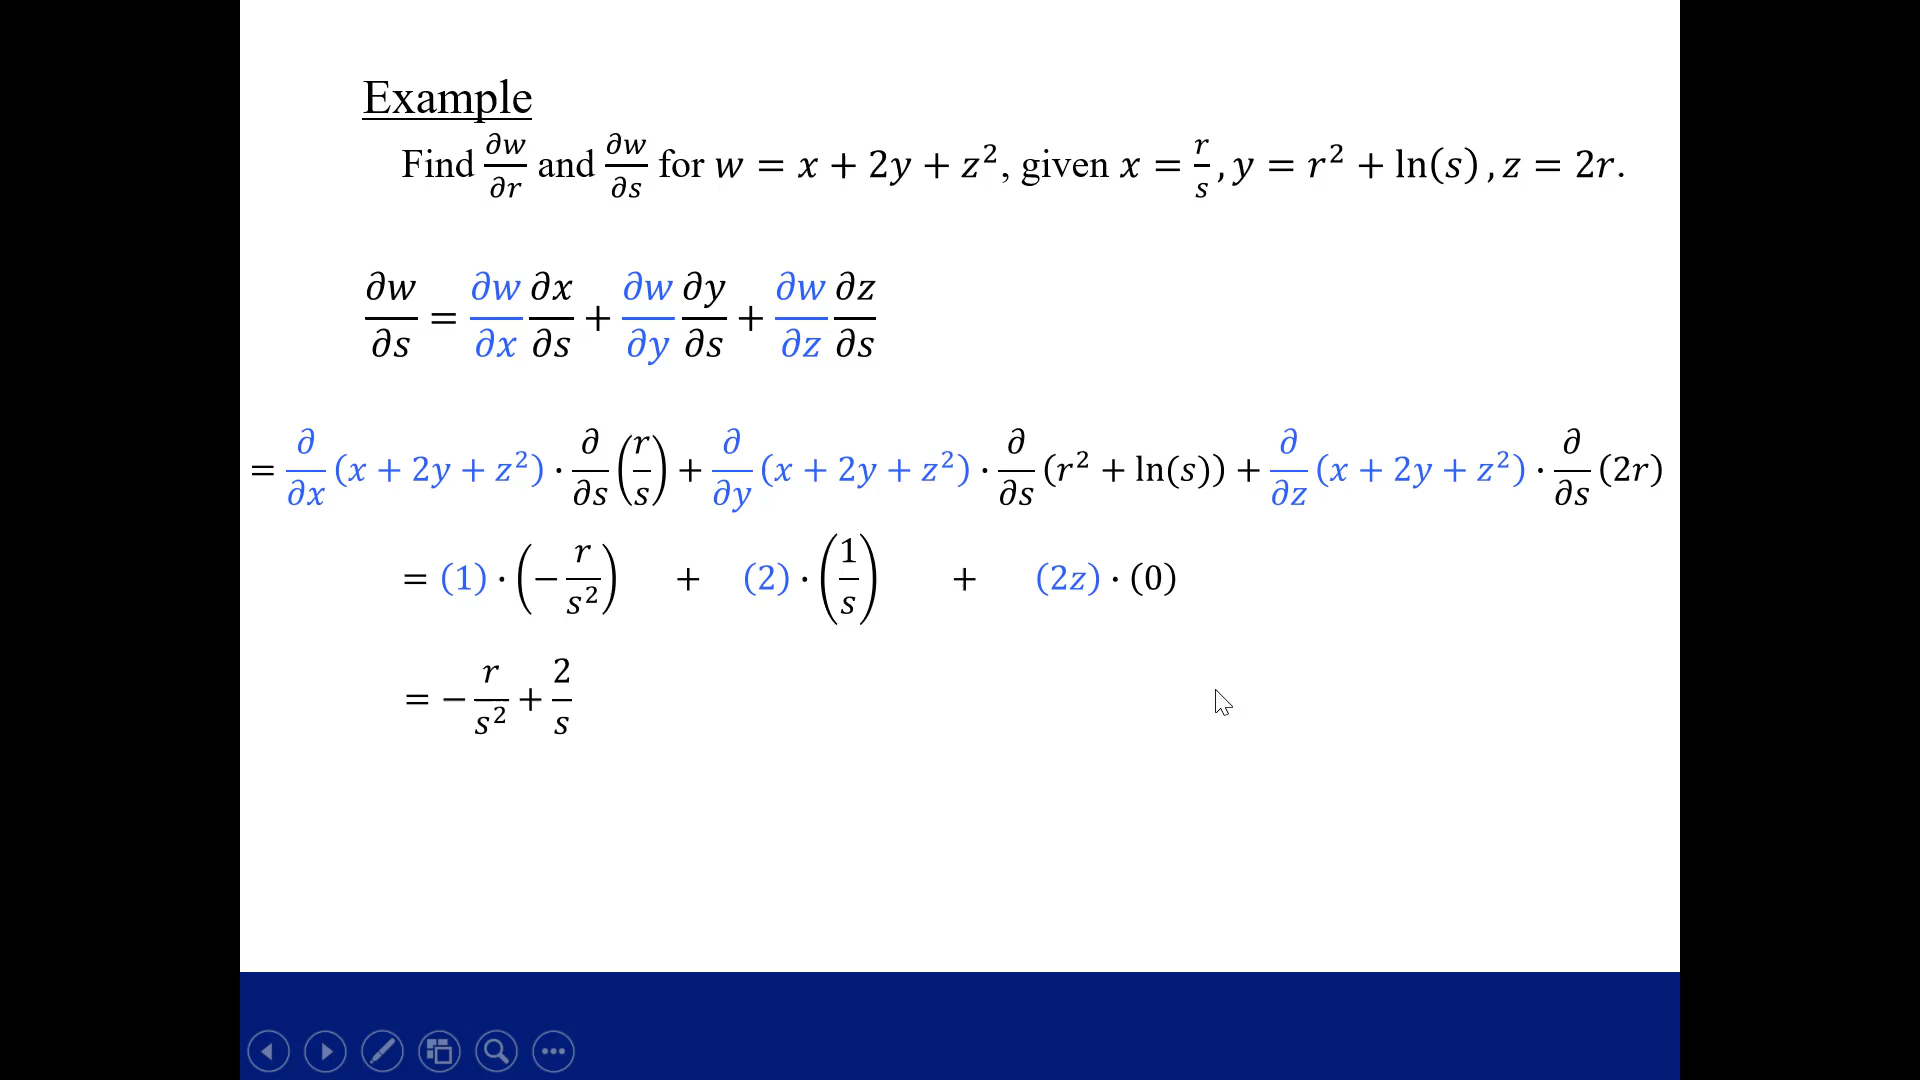 Example
Find ∂w/∂r and ∂w/∂s for w = x + 2y + z², given x = r/s, y = r² + ln(s), z = 2r.
∂w/∂s = ∂w/∂x ∂x/∂s + ∂w/∂y ∂y/∂s + ∂w/∂z ∂z/∂s
= ∂/∂x (x + 2y + z²) · ∂/∂s (r/s) + ∂/∂y (x + 2y + z²) · ∂/∂s (r² + ln(s)) + ∂/∂z (x + 2y + z²) · ∂/∂s (2r)
= (1) · (− r/s²) + (2) · (1/s) + (2z) · (0)
= − r/s² + 2/s